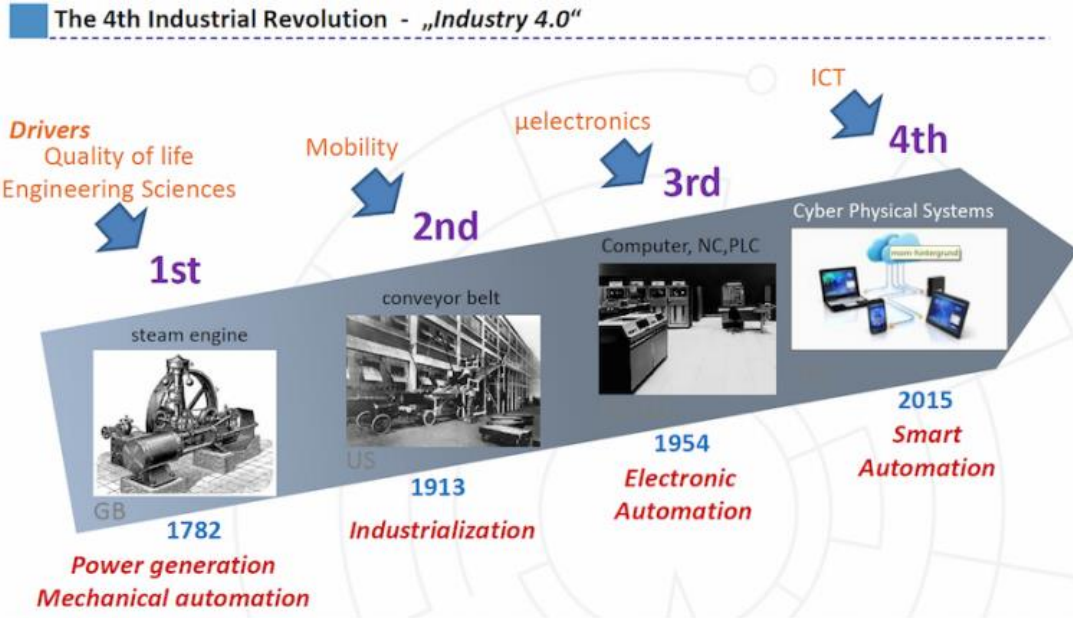 The 4th Industrial Revolution - „Industry 4.0“
Drivers
Quality of life
Engineering Sciences
1st
steam engine
GB
1782
Power generation
Mechanical automation
Mobility
2nd
conveyor belt
US
1913
Industrialization
µelectronics
3rd
Computer, NC,PLC
1954
Electronic
Automation
ICT
4th
Cyber Physical Systems
2015
Smart
Automation